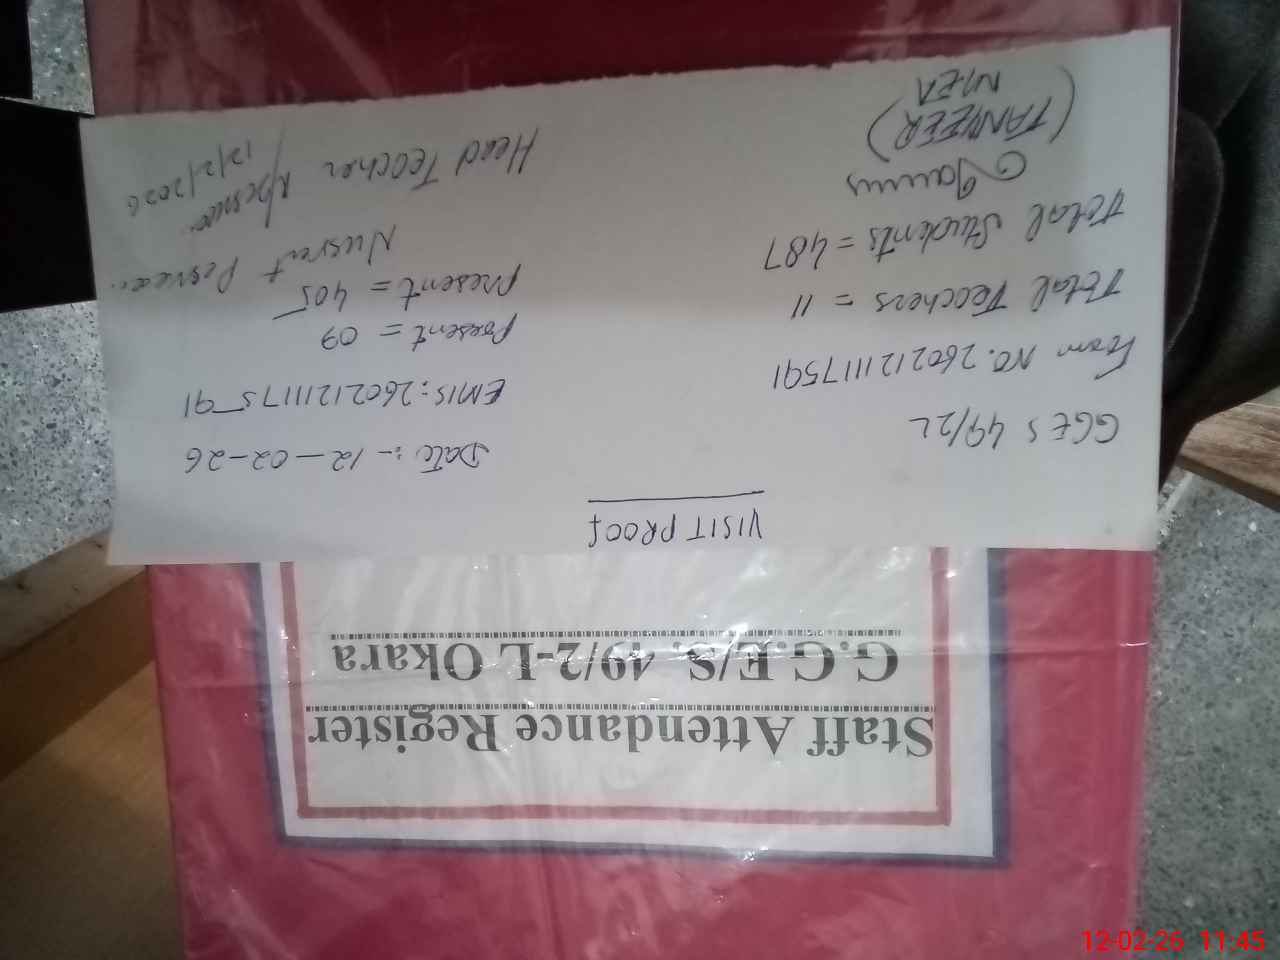 Staff Attendance Register
G.G.E/S. 49/2-L Okara
VISIT PROOF
GGES 49/2L Date:- 12-02-26
Form NO. 2602121117591 EMIS: 2602121117591
Total Teachers = 11 Present = 09
Total Students = 487 Present = 405
Nusrat Perveen
Head Teacher
12/2/2026
(TANVEER)
12-02-26 11:45